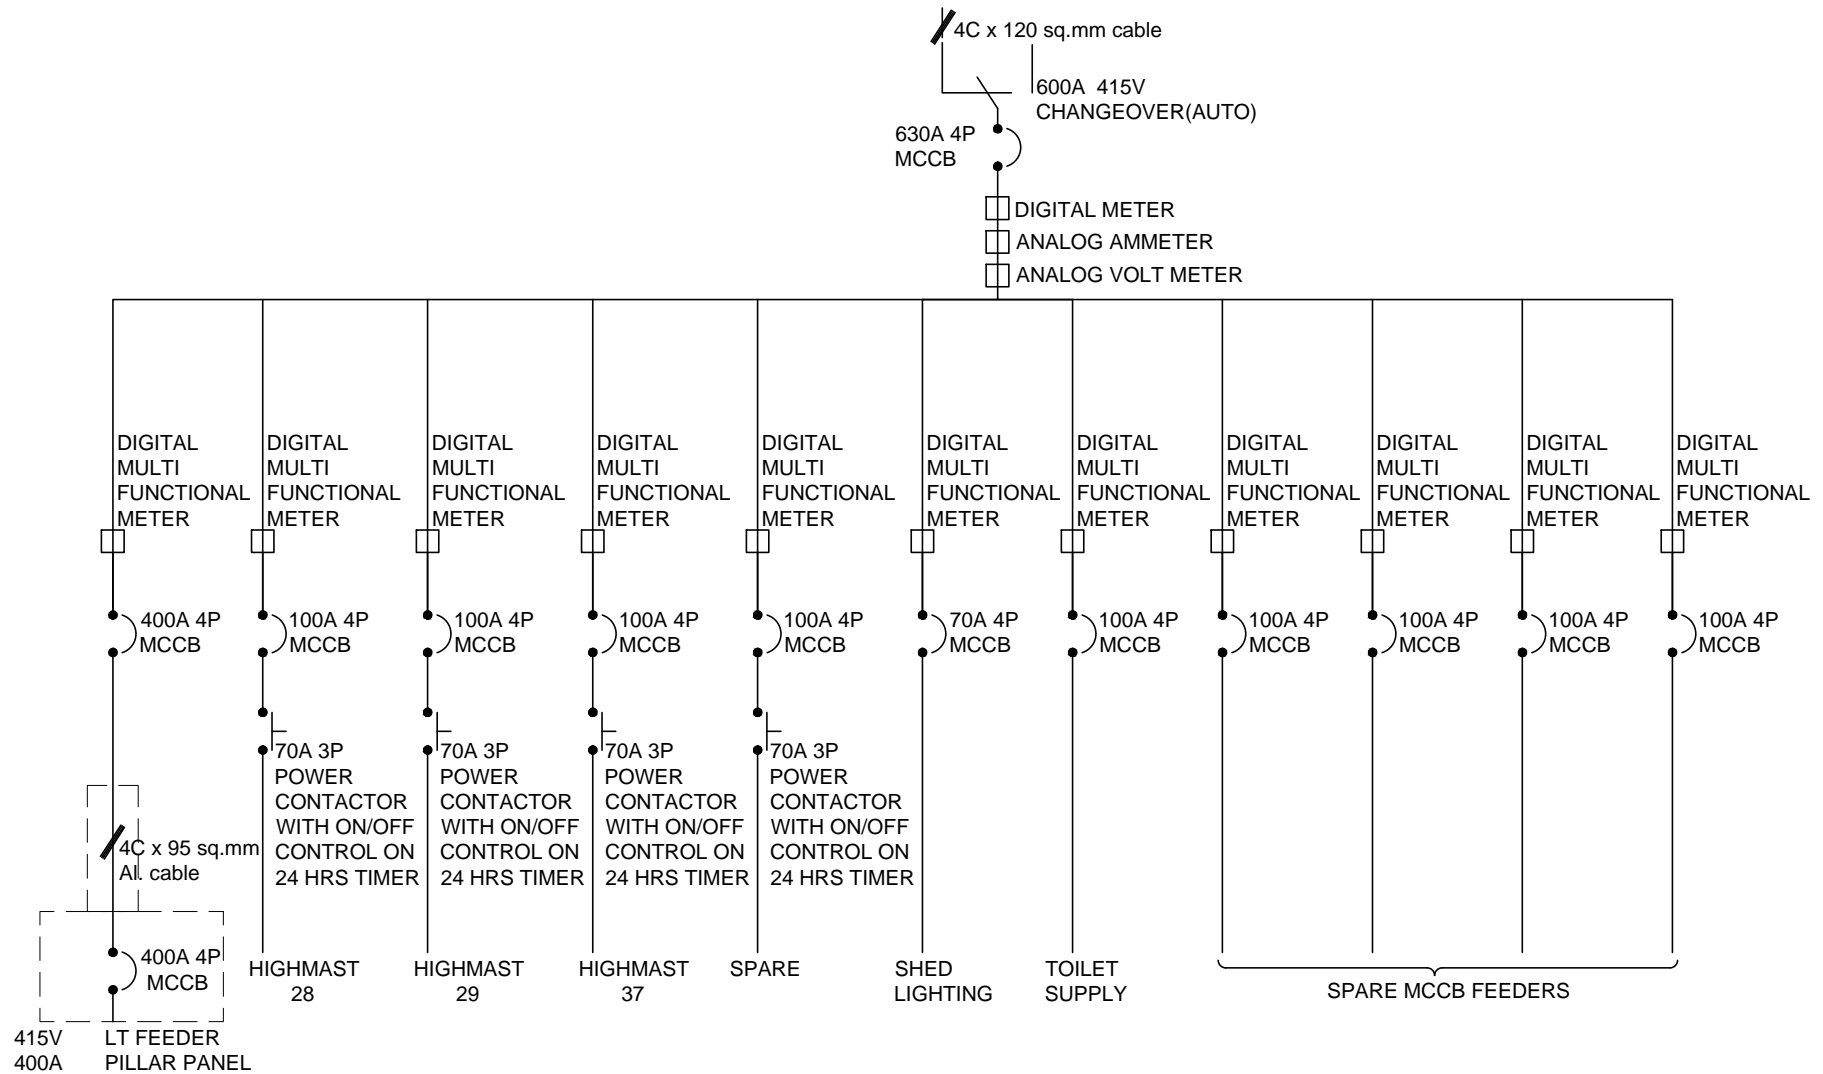 4C x 120 sq.mm cable
600A 415V
CHANGEOVER(AUTO)
630A 4P
MCCB
DIGITAL METER
ANALOG AMMETER
ANALOG VOLT METER
DIGITAL DIGITAL DIGITAL DIGITAL DIGITAL DIGITAL DIGITAL DIGITAL DIGITAL DIGITAL DIGITAL
MULTI MULTI MULTI MULTI MULTI MULTI MULTI MULTI MULTI MULTI MULTI
FUNCTIONAL FUNCTIONAL FUNCTIONAL FUNCTIONAL FUNCTIONAL FUNCTIONAL FUNCTIONAL FUNCTIONAL FUNCTIONAL FUNCTIONAL FUNCTIONAL
METER METER METER METER METER METER METER METER METER METER METER
400A 4P 100A 4P 100A 4P 100A 4P 100A 4P 70A 4P 100A 4P 100A 4P 100A 4P 100A 4P 100A 4P
MCCB MCCB MCCB MCCB MCCB MCCB MCCB MCCB MCCB MCCB MCCB
70A 3P 70A 3P 70A 3P 70A 3P
POWER POWER POWER POWER
CONTACTOR CONTACTOR CONTACTOR CONTACTOR
WITH ON/OFF WITH ON/OFF WITH ON/OFF WITH ON/OFF
CONTROL ON CONTROL ON CONTROL ON CONTROL ON
24 HRS TIMER 24 HRS TIMER 24 HRS TIMER 24 HRS TIMER
4C x 95 sq.mm
Al. cable
400A 4P
MCCB
HIGHMAST HIGHMAST HIGHMAST SPARE SHED TOILET
28 29 37 LIGHTING SUPPLY
SPARE MCCB FEEDERS
415V LT FEEDER
400A PILLAR PANEL